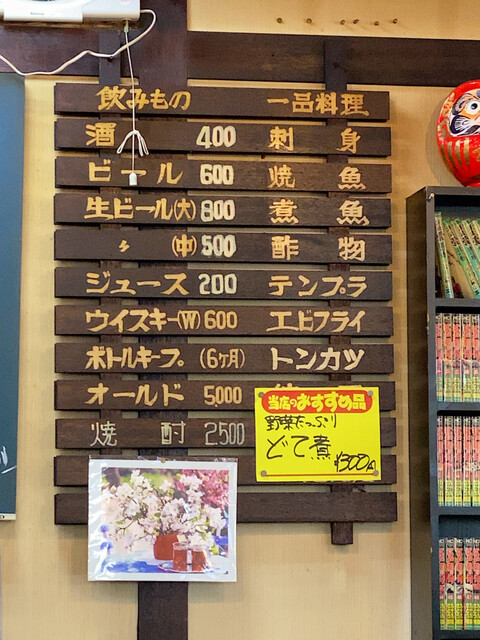 飲みもの 一品料理
酒 400 刺身
ビール 600 焼魚
生ビール(大) 800 煮魚
〃 (中) 500 酢物
ジュース 200 テンプラ
ウイスキー(W) 600 エビフライ
ボトルキープ (6ヶ月) トンカツ
オールド 5,000
焼酎 2,500
当店のおすすめ品
野菜たっぷり
どて煮
¥300